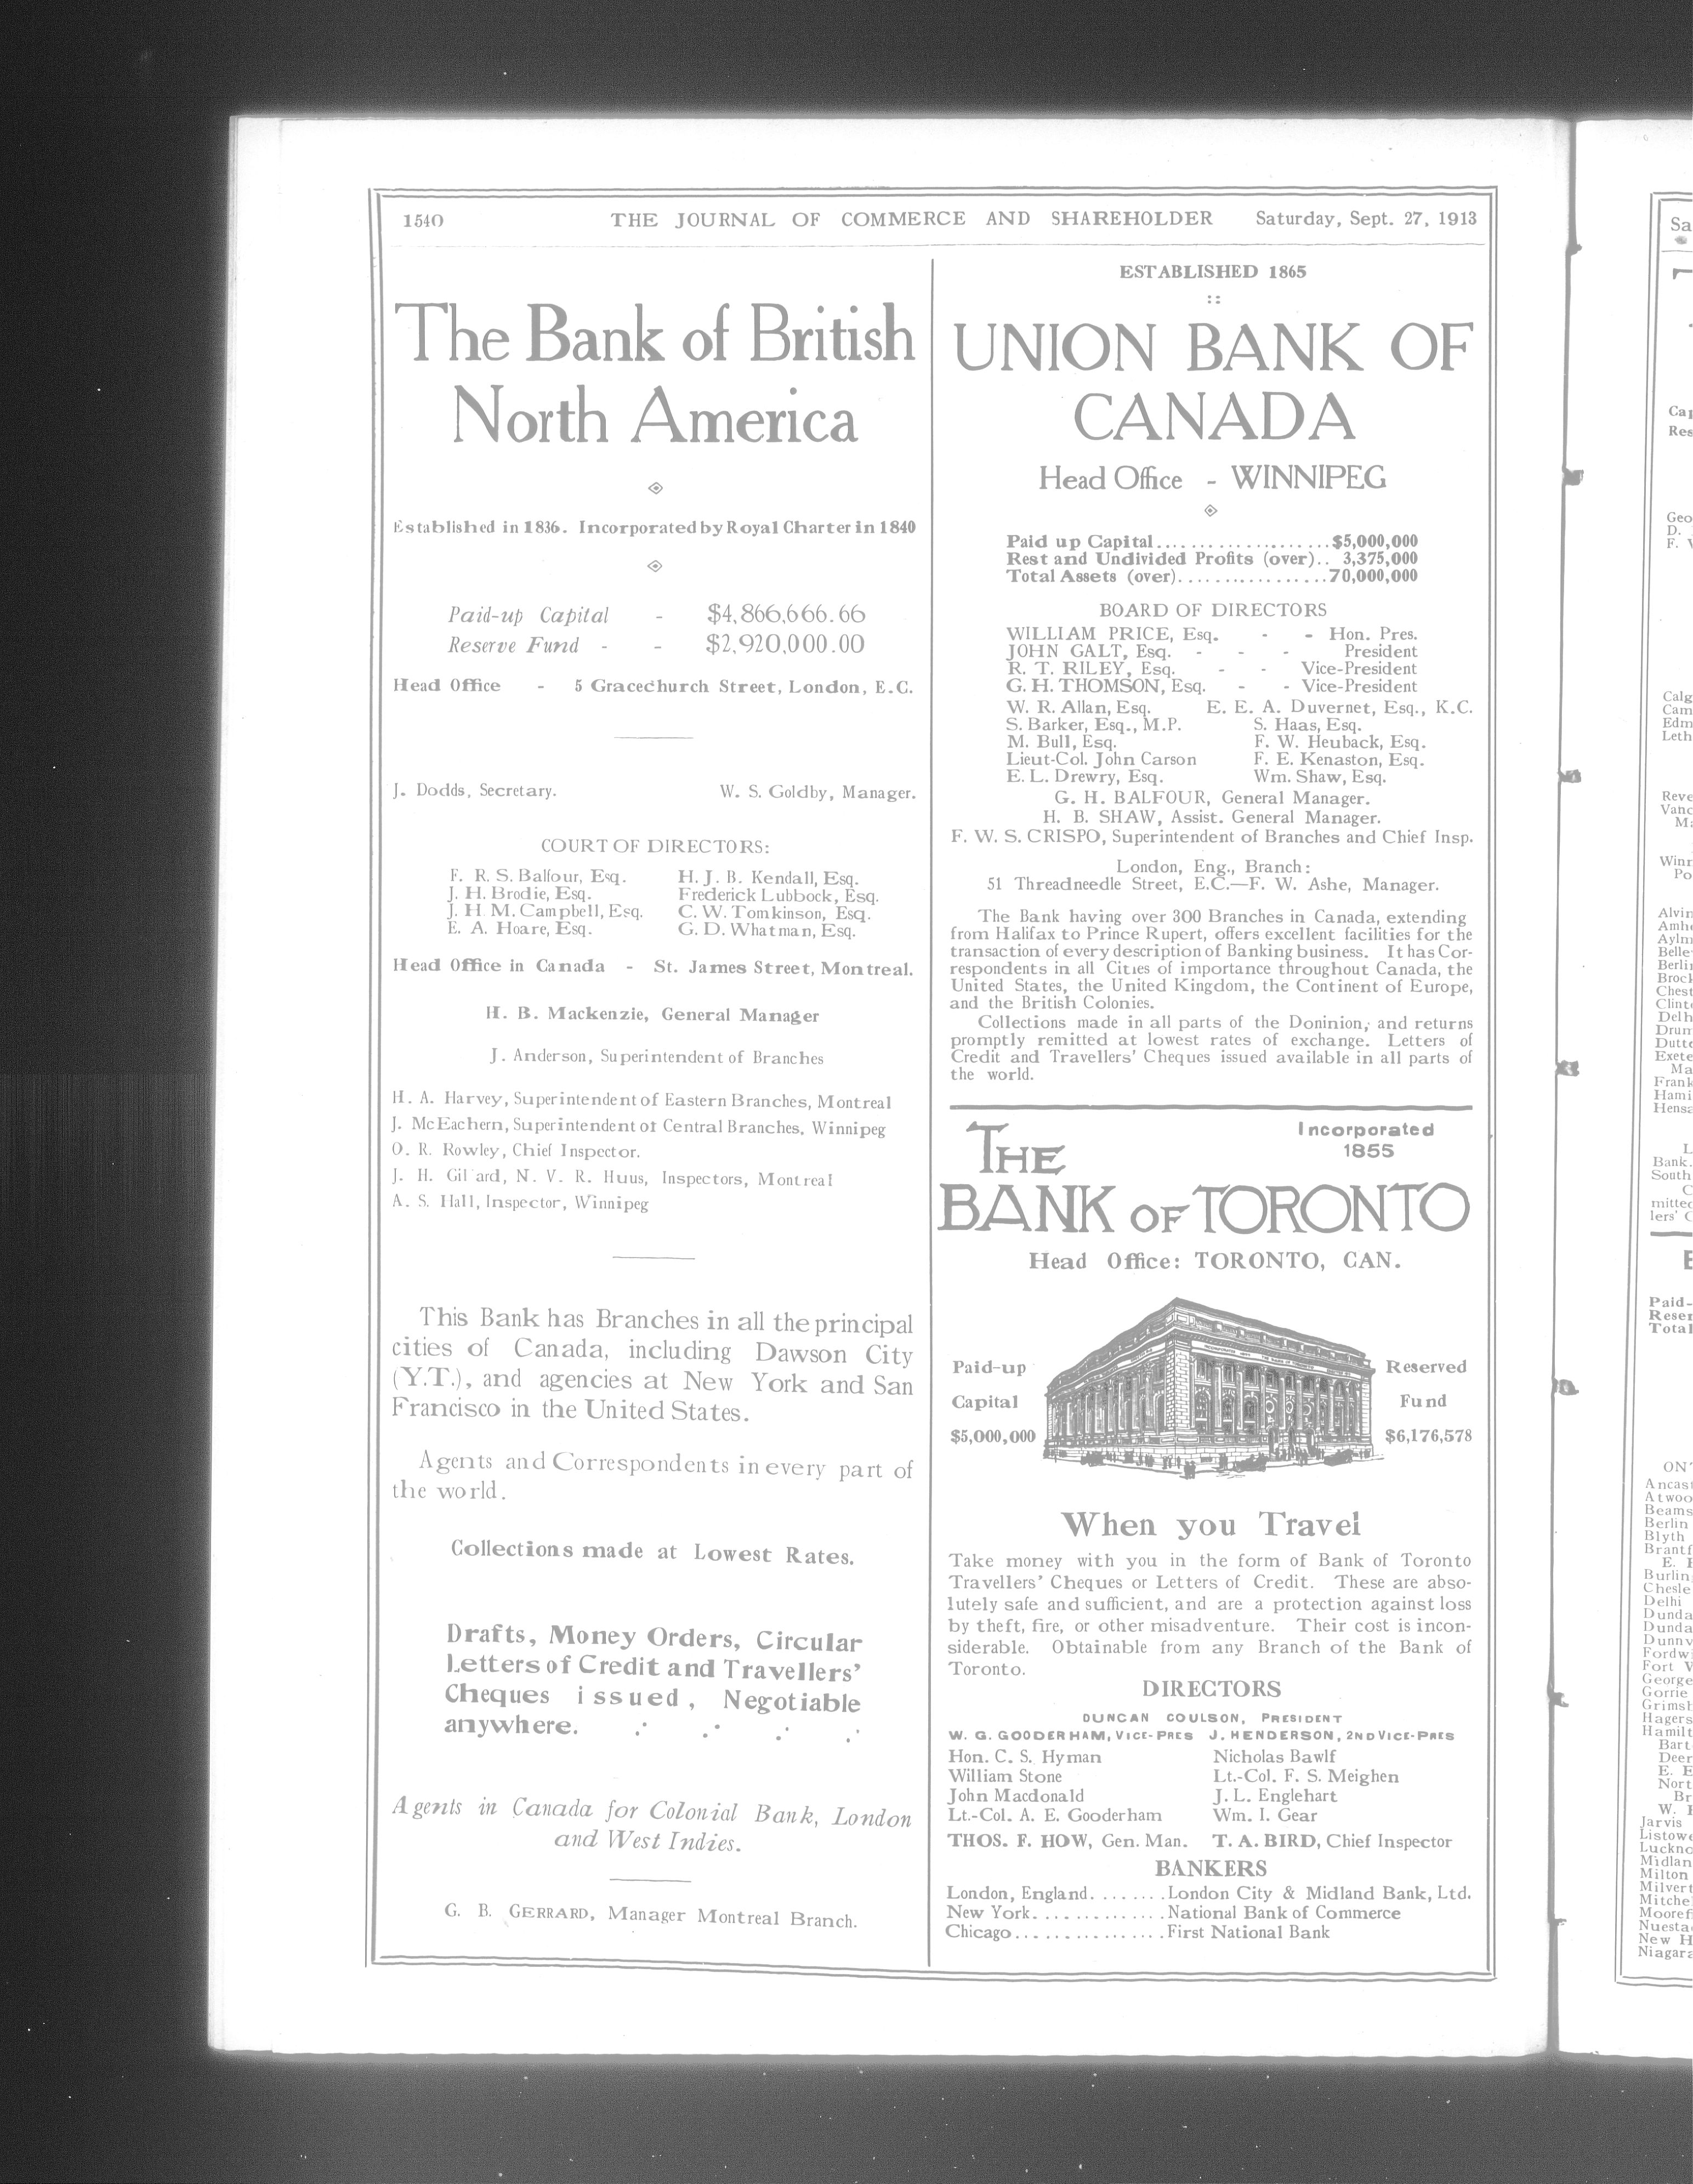 1540 THE JOURNAL OF COMMERCE AND SHAREHOLDER Saturday, Sept. 27, 1913
The Bank of British
North America
Established in 1836. Incorporated by Royal Charter in 1840
Paid-up Capital - $4,866,666.66
Reserve Fund - - $2,920,000.00
Head Office - 5 Gracechurch Street, London, E.C.
J. Dodds, Secretary. W. S. Goldby, Manager.
COURT OF DIRECTORS:
F. R. S. Balfour, Esq. H. J. B. Kendall, Esq.
J. H. Brodie, Esq. Frederick Lubbock, Esq.
J. H. M. Campbell, Esq. C. W. Tomkinson, Esq.
E. A. Hoare, Esq. G. D. Whatman, Esq.
Head Office in Canada - St. James Street, Montreal.
H. B. Mackenzie, General Manager
J. Anderson, Superintendent of Branches
H. A. Harvey, Superintendent of Eastern Branches, Montreal
J. McEachern, Superintendent of Central Branches, Winnipeg
O. R. Rowley, Chief Inspector.
J. H. Gillard, N. V. R. Huus, Inspectors, Montreal
A. S. Hall, Inspector, Winnipeg
This Bank has Branches in all the principal
cities of Canada, including Dawson City
(Y.T.), and agencies at New York and San
Francisco in the United States.
Agents and Correspondents in every part of
the world.
Collections made at Lowest Rates.
Drafts, Money Orders, Circular
Letters of Credit and Travellers'
Cheques issued, Negotiable
anywhere.
Agents in Canada for Colonial Bank, London
and West Indies.
G. B. GERRARD, Manager Montreal Branch.
ESTABLISHED 1865
::
UNION BANK OF
CANADA
Head Office - WINNIPEG
Paid up Capital...................$5,000,000
Rest and Undivided Profits (over).. 3,375,000
Total Assets (over)................70,000,000
BOARD OF DIRECTORS
WILLIAM PRICE, Esq. - - Hon. Pres.
JOHN GALT, Esq. - - - President
R. T. RILEY, Esq. - - Vice-President
G. H. THOMSON, Esq. - - Vice-President
W. R. Allan, Esq. E. E. A. Duvernet, Esq., K.C.
S. Barker, Esq., M.P. S. Haas, Esq.
M. Bull, Esq. F. W. Heuback, Esq.
Lieut-Col. John Carson F. E. Kenaston, Esq.
E. L. Drewry, Esq. Wm. Shaw, Esq.
G. H. BALFOUR, General Manager.
H. B. SHAW, Assist. General Manager.
F. W. S. CRISPO, Superintendent of Branches and Chief Insp.
London, Eng., Branch:
51 Threadneedle Street, E.C.—F. W. Ashe, Manager.
The Bank having over 300 Branches in Canada, extending
from Halifax to Prince Rupert, offers excellent facilities for the
transaction of every description of Banking business. It has Cor-
respondents in all Cities of importance throughout Canada, the
United States, the United Kingdom, the Continent of Europe,
and the British Colonies.
Collections made in all parts of the Doninion, and returns
promptly remitted at lowest rates of exchange. Letters of
Credit and Travellers' Cheques issued available in all parts of
the world.
THE Incorporated
1855
BANK OF TORONTO
Head Office: TORONTO, CAN.
Paid-up Reserved
Capital Fund
$5,000,000 $6,176,578
When you Travel
Take money with you in the form of Bank of Toronto
Travellers' Cheques or Letters of Credit. These are abso-
lutely safe and sufficient, and are a protection against loss
by theft, fire, or other misadventure. Their cost is incon-
siderable. Obtainable from any Branch of the Bank of
Toronto.
DIRECTORS
DUNCAN COULSON, PRESIDENT
W. G. GOODERHAM, VICE-PRES J. HENDERSON, 2ND VICE-PRES
Hon. C. S. Hyman Nicholas Bawlf
William Stone Lt.-Col. F. S. Meighen
John Macdonald J. L. Englehart
Lt.-Col. A. E. Gooderham Wm. I. Gear
THOS. F. HOW, Gen. Man. T. A. BIRD, Chief Inspector
BANKERS
London, England........London City & Midland Bank, Ltd.
New York..............National Bank of Commerce
Chicago................First National Bank